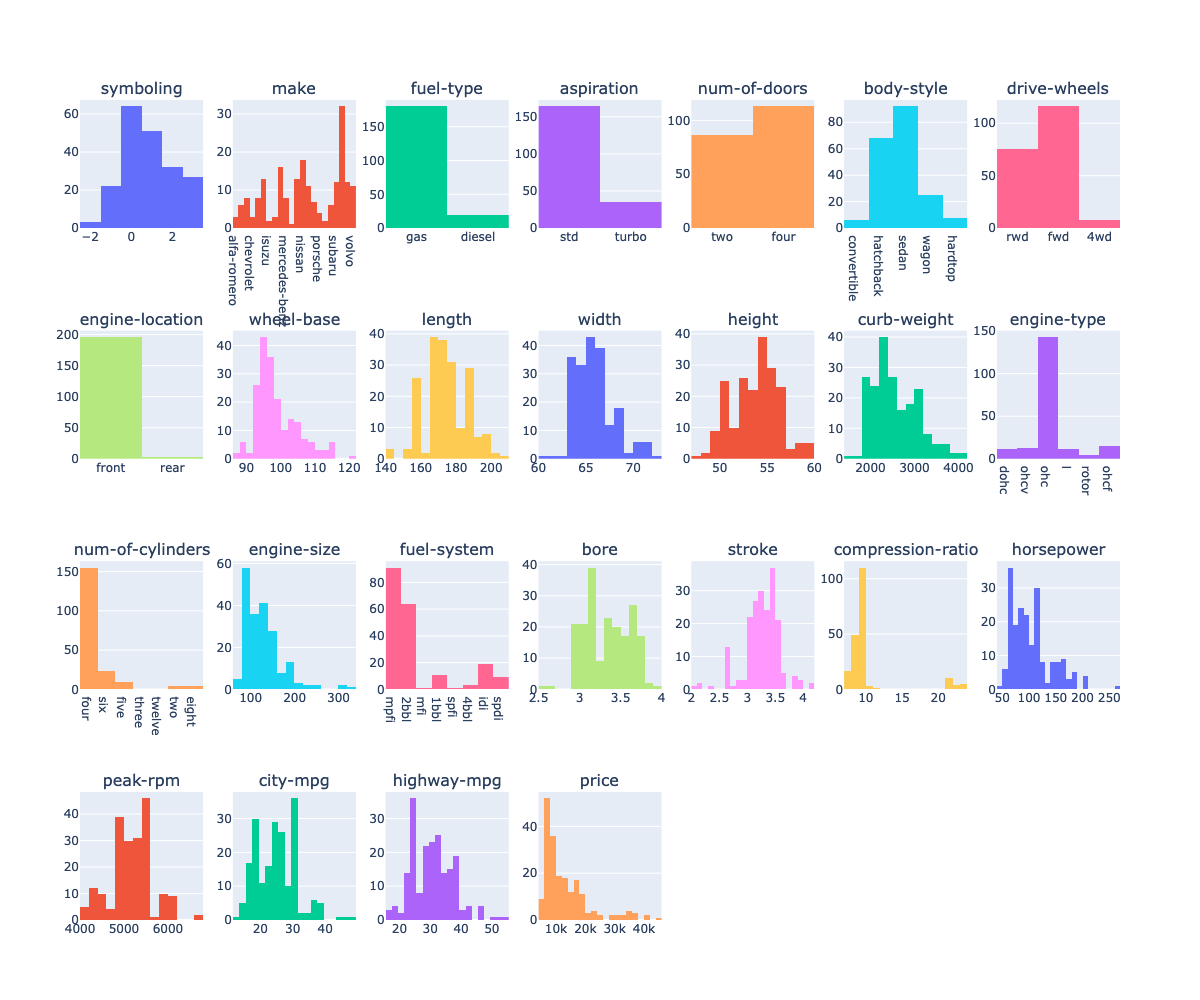 symboling
make
fuel-type
aspiration
num-of-doors
body-style
drive-wheels
60
40
20
0
−2
0
2
30
20
10
0
alfa-romero
chevrolet
isuzu
mercedes-benz
nissan
porsche
subaru
volvo
150
100
50
0
gas
diesel
150
100
50
0
std
turbo
100
50
0
two
four
80
60
40
20
0
convertible
hatchback
sedan
wagon
hardtop
100
50
0
rwd
fwd
4wd
engine-location
wheel-base
length
width
height
curb-weight
engine-type
200
150
100
50
0
front
rear
40
30
20
10
0
90
100
110
120
40
30
20
10
0
140
160
180
200
40
30
20
10
0
60
65
70
40
30
20
10
0
50
55
60
40
30
20
10
0
2000
3000
4000
150
100
50
0
dohc
ohcv
ohc
l
rotor
ohcf
num-of-cylinders
engine-size
fuel-system
bore
stroke
compression-ratio
horsepower
150
100
50
0
four
six
five
three
twelve
two
eight
60
40
20
0
100
200
300
80
60
40
20
0
mpfi
2bbl
mfi
1bbl
spfi
4bbl
idi
spdi
40
30
20
10
0
2.5
3
3.5
4
30
20
10
0
2
3
3.5
4
100
50
0
10
15
20
30
20
10
0
50
100
150
200
250
peak-rpm
city-mpg
highway-mpg
price
40
30
20
10
0
4000
5000
6000
30
20
10
0
20
30
40
30
20
10
0
20
30
40
50
40
20
0
10k
20k
30k
40k